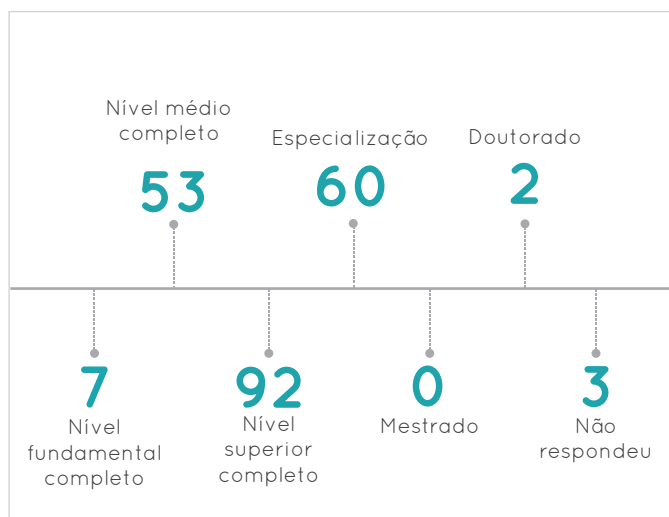 Nível médio
completo
53
Especialização
60
Doutorado
2
7
Nível
fundamental
completo
92
Nível
superior
completo
0
Mestrado
3
Não
respondeu